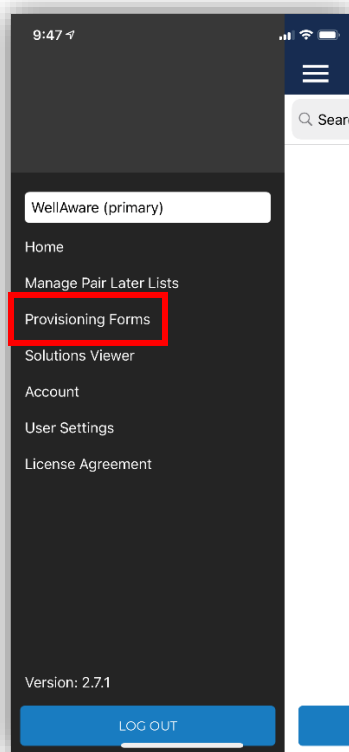 9:47
Sear
WellAware (primary)
Home
Manage Pair Later Lists
Provisioning Forms
Solutions Viewer
Account
User Settings
License Agreement
Version: 2.7.1
LOG OUT